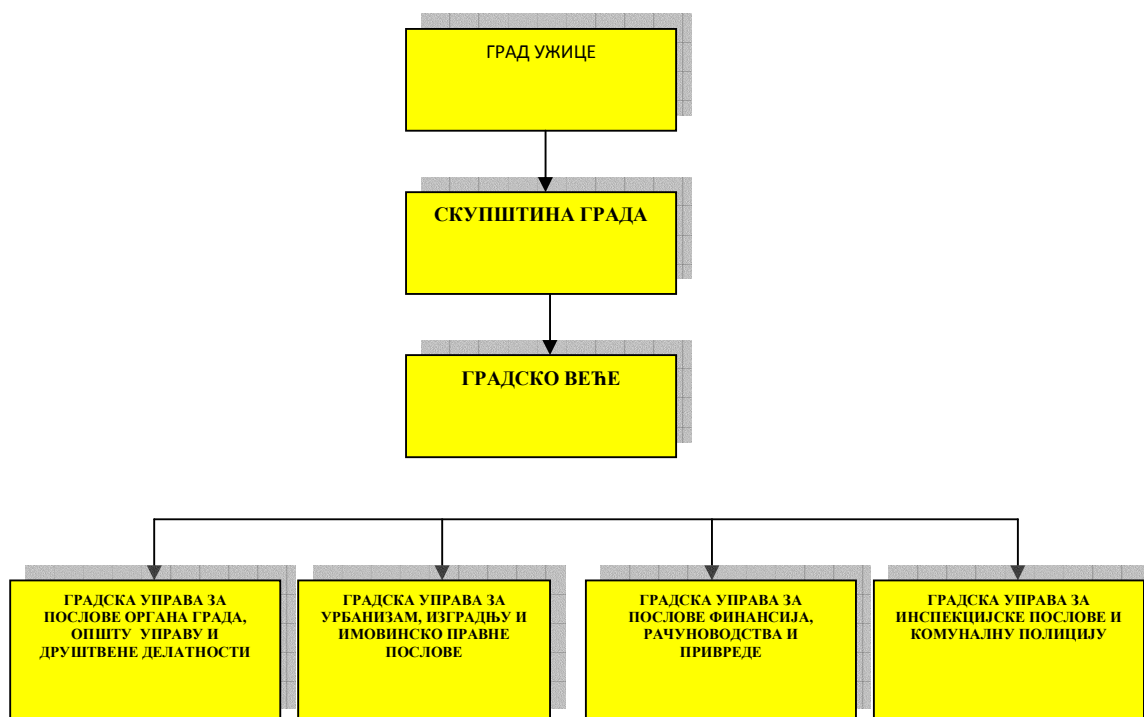 ГРАД УЖИЦЕ
СКУПШТИНА ГРАДА
ГРАДСКО ВЕЋЕ
ГРАДСКА УПРАВА ЗА
ПОСЛОВЕ ОРГАНА ГРАДА,
ОПШТУ УПРАВУ И
ДРУШТВЕНЕ ДЕЛАТНОСТИ
ГРАДСКА УПРАВА ЗА
УРБАНИЗАМ, ИЗГРАДЊУ И
ИМОВИНСКО ПРАВНЕ
ПОСЛОВЕ
ГРАДСКА УПРАВА ЗА
ПОСЛОВЕ ФИНАНСИЈА,
РАЧУНОВОДСТВА И
ПРИВРЕДЕ
ГРАДСКА УПРАВА ЗА
ИНСПЕКЦИЈСКЕ ПОСЛОВЕ И
КОМУНАЛНУ ПОЛИЦИЈУ